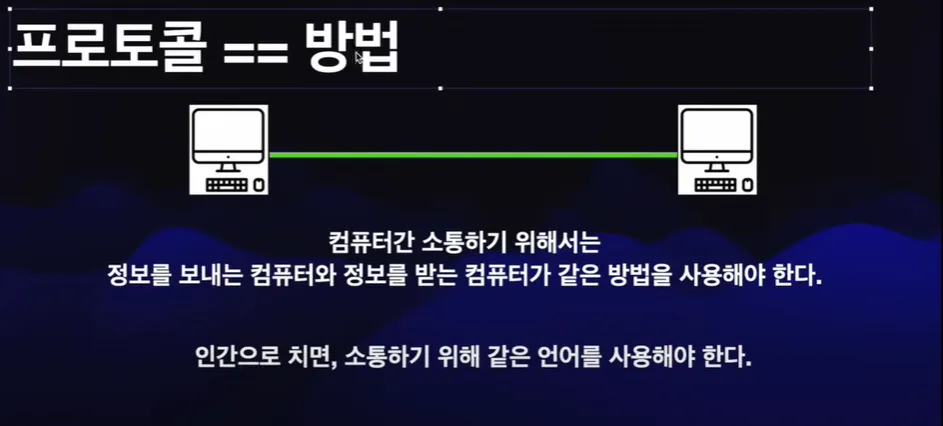 프로토콜 == 방법
컴퓨터간 소통하기 위해서는
정보를 보내는 컴퓨터와 정보를 받는 컴퓨터가 같은 방법을 사용해야 한다.
인간으로 치면, 소통하기 위해 같은 언어를 사용해야 한다.